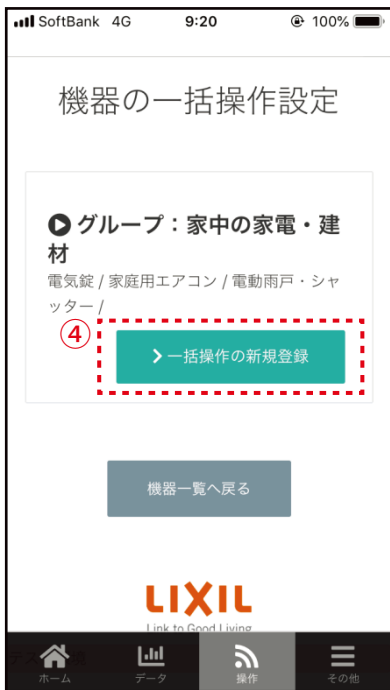 SoftBank 4G 9:20 100%
機器の一括操作設定
グループ：家中の家電・建
材
電気錠 / 家庭用エアコン / 電動雨戸・シャ
ッター /
④
一括操作の新規登録
機器一覧へ戻る
LIXIL
Link to Good Living
ホーム データ 操作 その他